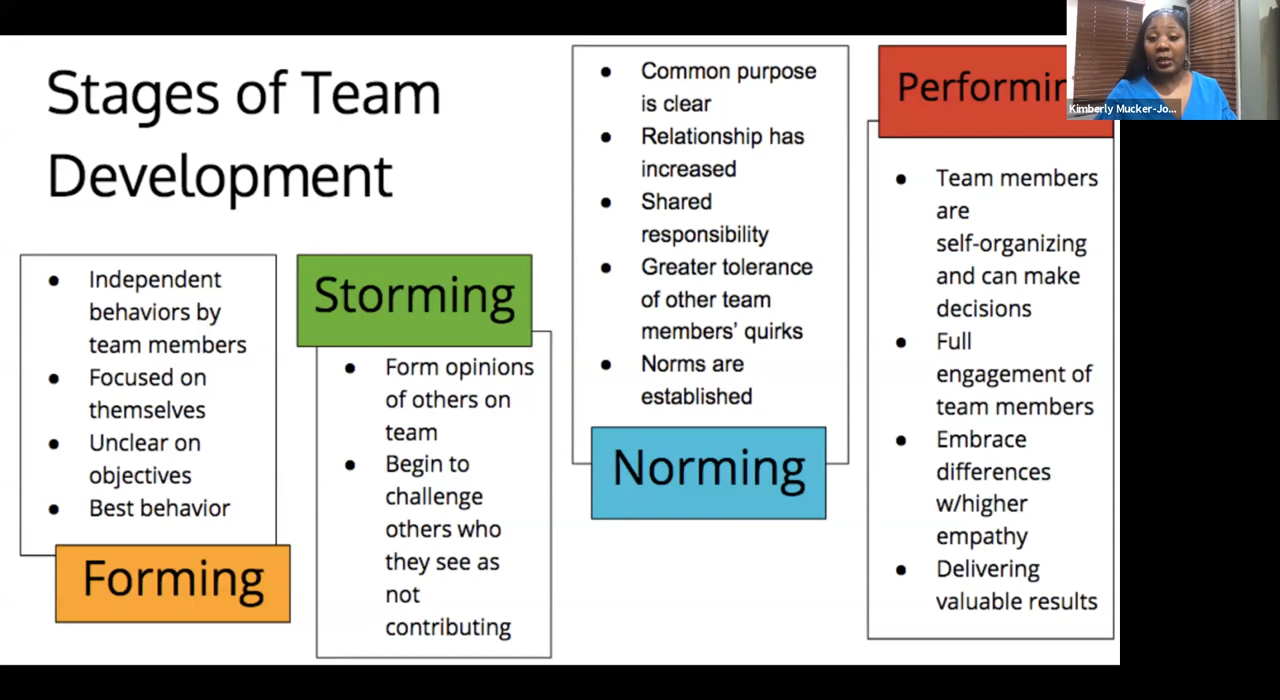 Stages of Team
Development
Independent
behaviors by
team members
Focused on
themselves
Unclear on
objectives
Best behavior
Forming
Storming
Form opinions
of others on
team
Begin to
challenge
others who
they see as
not
contributing
Common purpose
is clear
Relationship has
increased
Shared
responsibility
Greater tolerance
of other team
members’ quirks
Norms are
established
Norming
Performin
Team members
are
self-organizing
and can make
decisions
Full
engagement of
team members
Embrace
differences
w/higher
empathy
Delivering
valuable results
Kimberly Mucker-Jo...